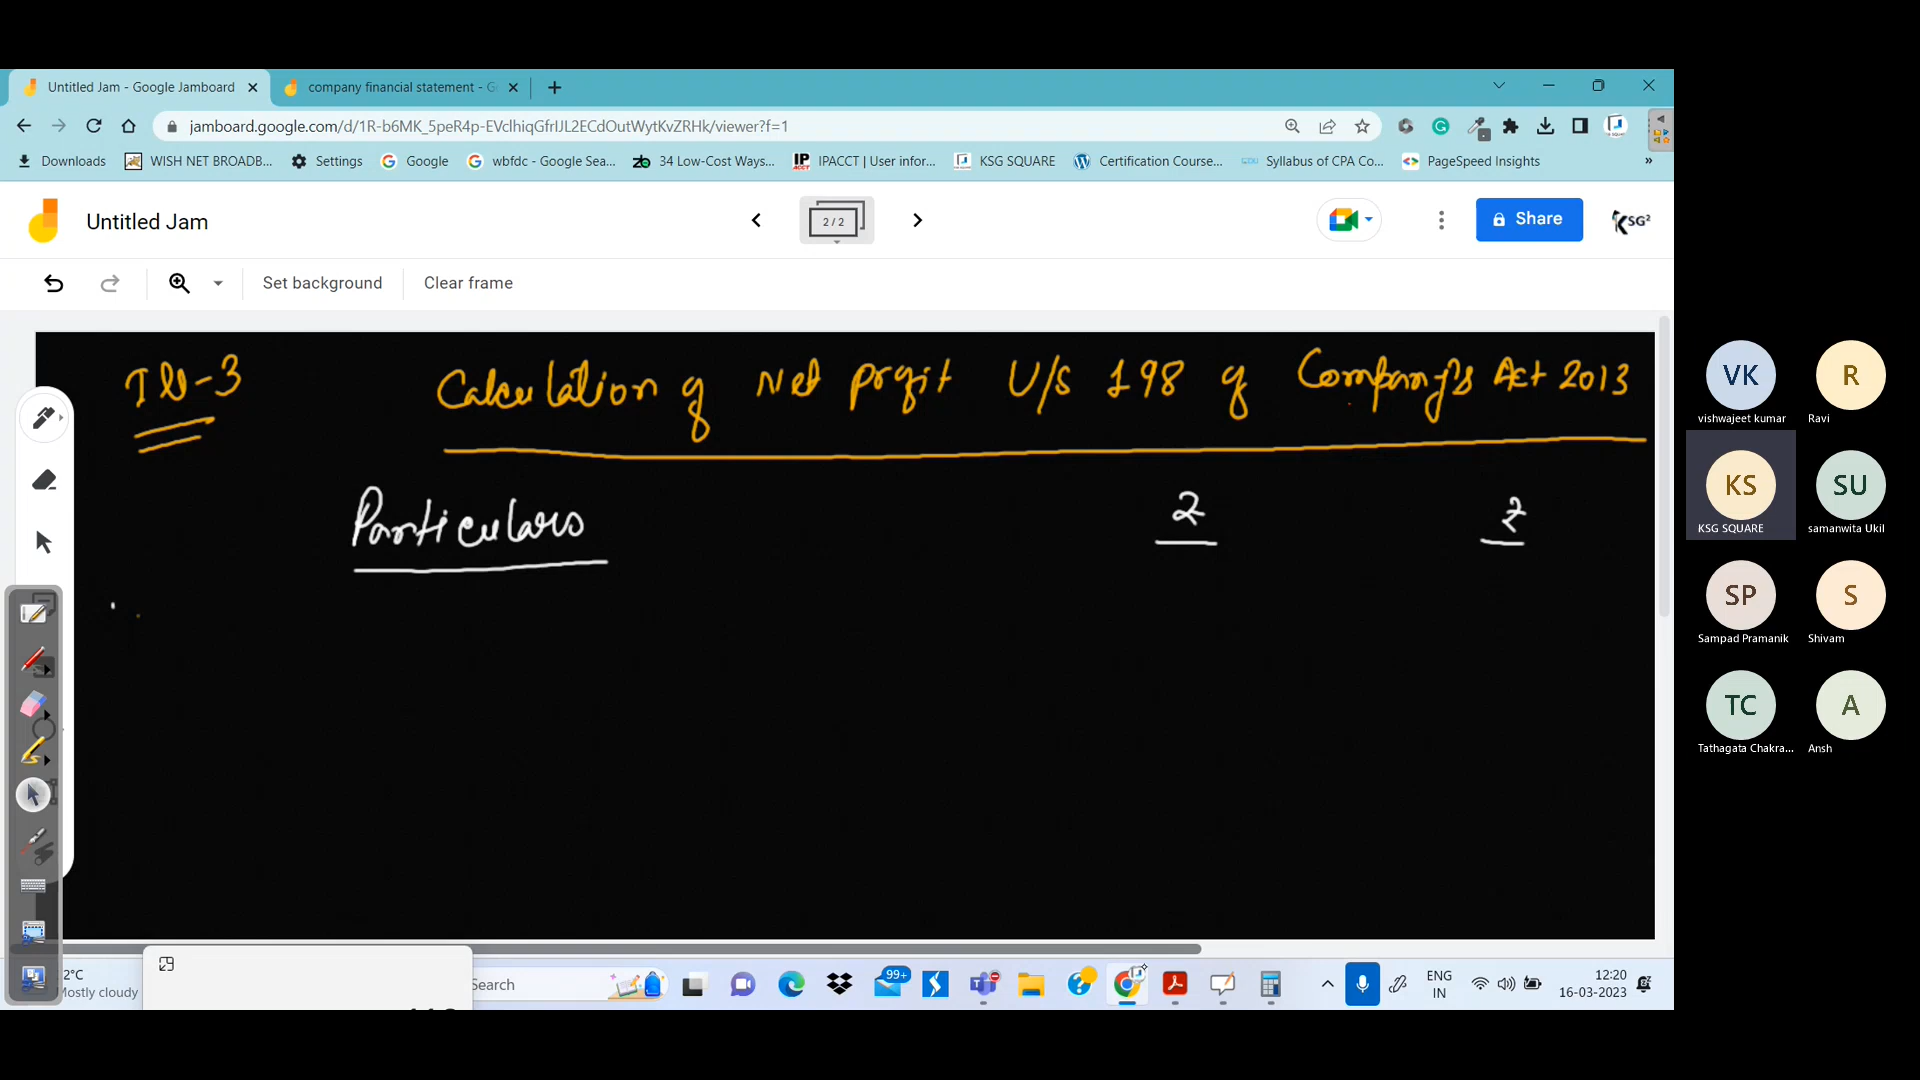 Untitled Jam - Google Jamboard
company financial statement - G
jamboard.google.com/d/1R-b6MK_5peR4p-EVclhiqGfrIJL2ECdOutWytKvZRHk/viewer?f=1
Downloads WISH NET BROADB... Settings Google wbfdc - Google Sea... 34 Low-Cost Ways... IPACCT | User infor... KSG SQUARE Certification Course... Syllabus of CPA Co... PageSpeed Insights »
Untitled Jam
2 / 2
Share
KSG²
Set background Clear frame
Ill-3 Calculation of Net profit U/S 198 of Company's Act 2013
Particulars ₹ ₹
VK
vishwajeet kumar
R
Ravi
KS
KSG SQUARE
SU
samanwita Ukil
SP
Sampad Pramanik
S
Shivam
TC
Tathagata Chakra...
A
Ansh
2°C
Mostly cloudy
Search
99+
ENG
IN
12:20
16-03-2023